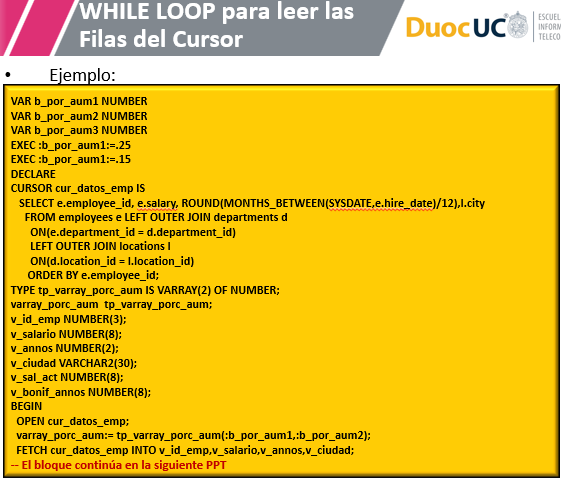 WHILE LOOP para leer las
Filas del Cursor
DuocUC
ESCUEL
INFORM
TELECO
• Ejemplo:
VAR b_por_aum1 NUMBER
VAR b_por_aum2 NUMBER
VAR b_por_aum3 NUMBER
EXEC :b_por_aum1:=.25
EXEC :b_por_aum1:=.15
DECLARE
CURSOR cur_datos_emp IS
SELECT e.employee_id, e.salary, ROUND(MONTHS_BETWEEN(SYSDATE,e.hire_date)/12),l.city
FROM employees e LEFT OUTER JOIN departments d
ON(e.department_id = d.department_id)
LEFT OUTER JOIN locations l
ON(d.location_id = l.location_id)
ORDER BY e.employee_id;
TYPE tp_varray_porc_aum IS VARRAY(2) OF NUMBER;
varray_porc_aum tp_varray_porc_aum;
v_id_emp NUMBER(3);
v_salario NUMBER(8);
v_annos NUMBER(2);
v_ciudad VARCHAR2(30);
v_sal_act NUMBER(8);
v_bonif_annos NUMBER(8);
BEGIN
OPEN cur_datos_emp;
varray_porc_aum:= tp_varray_porc_aum(:b_por_aum1,:b_por_aum2);
FETCH cur_datos_emp INTO v_id_emp,v_salario,v_annos,v_ciudad;
-- El bloque continúa en la siguiente PPT